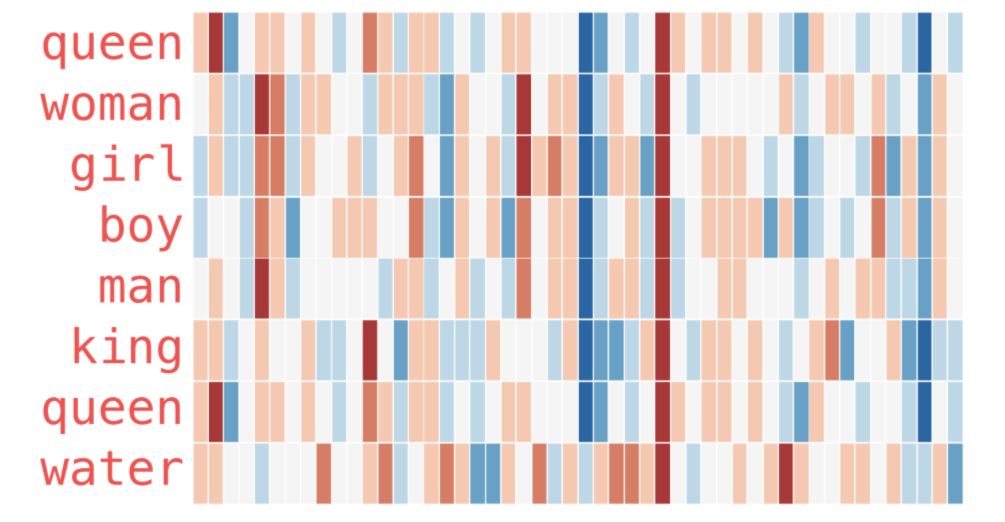 queen
woman
girl
boy
man
king
queen
water